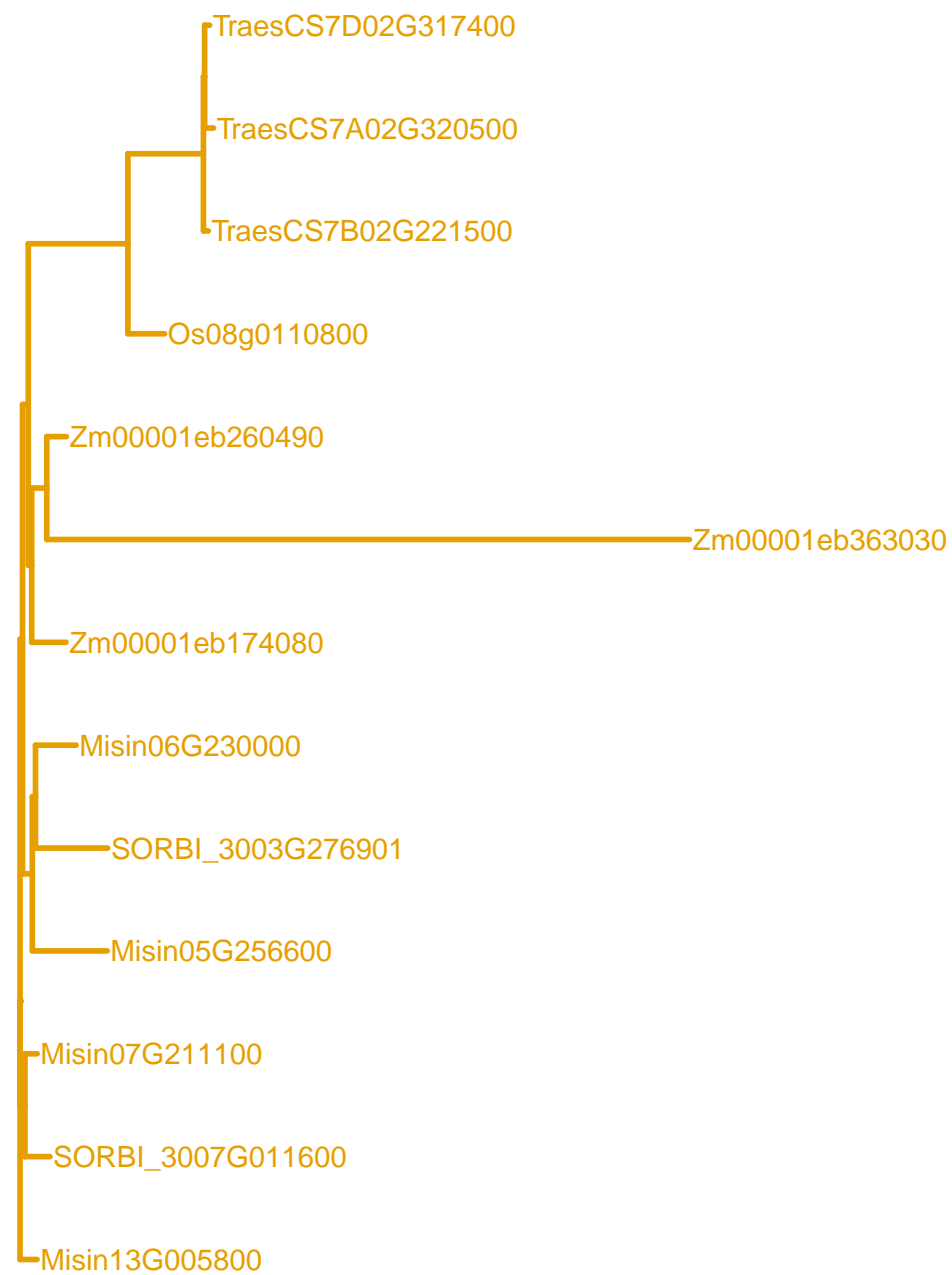 TraesCS7D02G317400
TraesCS7A02G320500
TraesCS7B02G221500
Os08g0110800
Zm00001eb260490
Zm00001eb363030
Zm00001eb174080
Misin06G230000
SORBI_3003G276901
Misin05G256600
Misin07G211100
SORBI_3007G011600
Misin13G005800